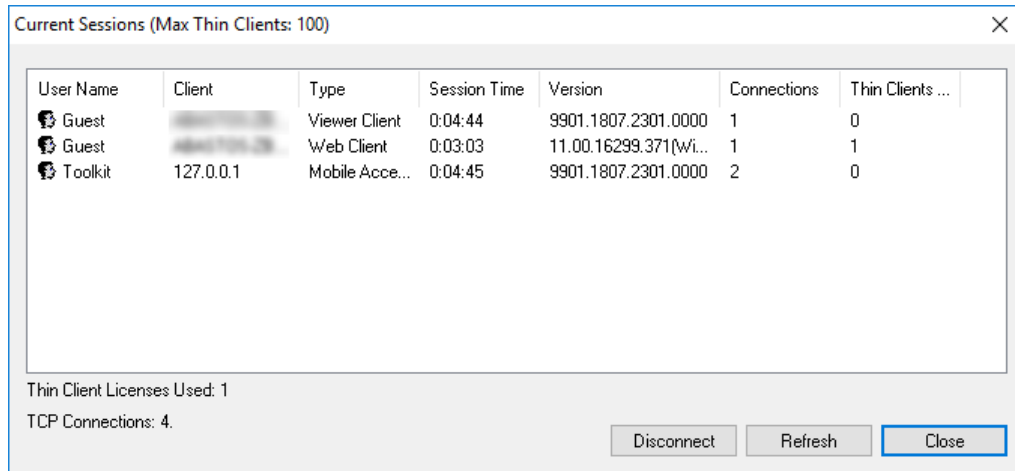 Current Sessions (Max Thin Clients: 100)
User Name Client Type Session Time Version Connections Thin Clients ...
Guest Viewer Client 0:04:44 9901.1807.2301.0000 1 0
Guest Web Client 0:03:03 11.00.16299.371(Wi... 1 1
Toolkit 127.0.0.1 Mobile Acce... 0:04:45 9901.1807.2301.0000 2 0
Thin Client Licenses Used: 1
TCP Connections: 4.
Disconnect Refresh Close